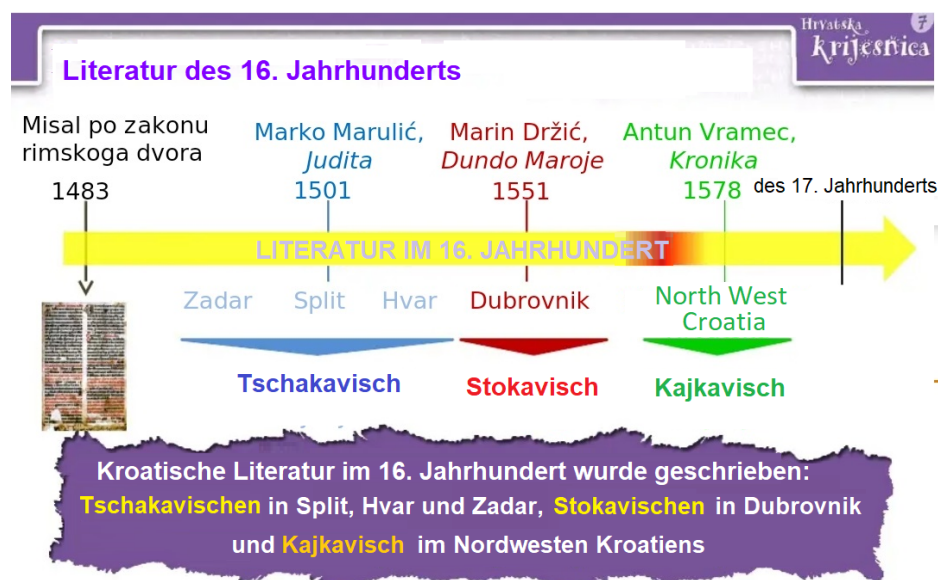 Hrvatska 7
krijesnica
Literatur des 16. Jahrhunderts
Misal po zakonu
rimskoga dvora
1483
Marko Marulić,
Judita
1501
Marin Držić,
Dundo Maroje
1551
Antun Vramec,
Kronika
1578
des 17. Jahrhunderts
LITERATUR IM 16. JAHRHUNDERT
Zadar Split Hvar
Dubrovnik
North West
Croatia
Tschakavisch
Stokavisch
Kajkavisch
Kroatische Literatur im 16. Jahrhundert wurde geschrieben:
Tschakavischen in Split, Hvar und Zadar, Stokavischen in Dubrovnik
und Kajkavisch im Nordwesten Kroatiens